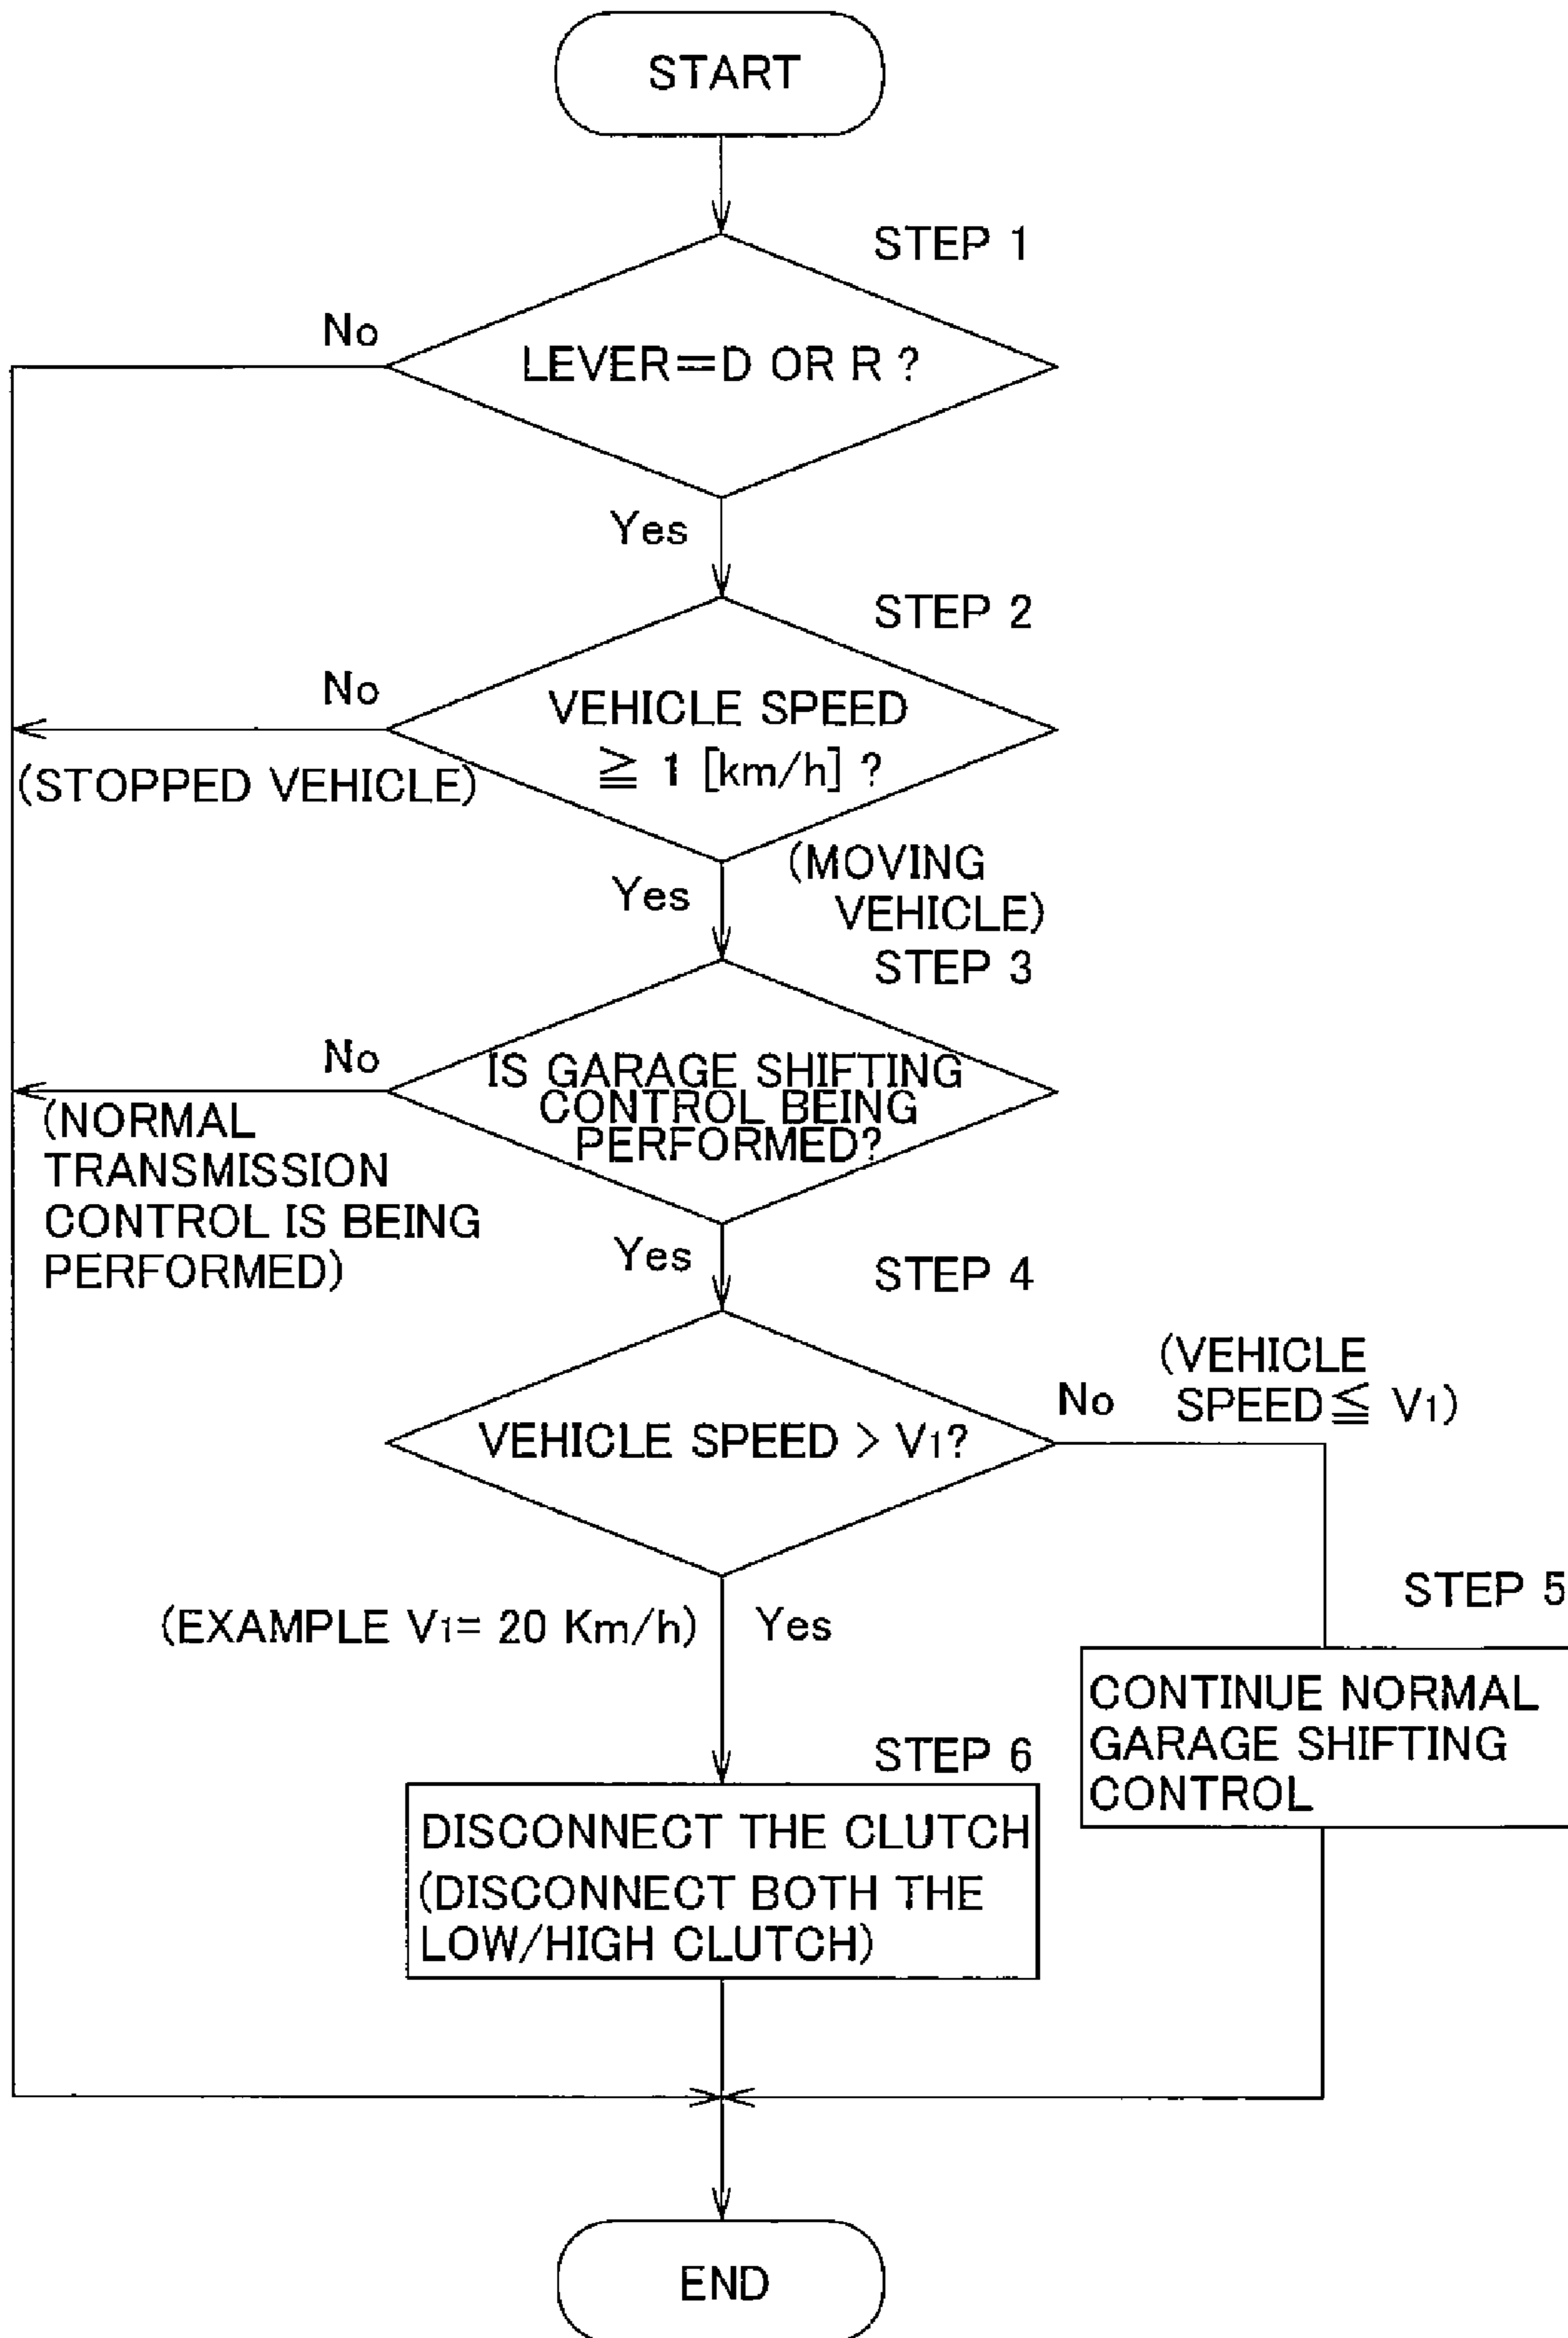 START
STEP 1
No
LEVER=D OR R ?
Yes
STEP 2
No
VEHICLE SPEED
≧ 1 [km/h] ?
(STOPPED VEHICLE)
(MOVING
VEHICLE)
Yes
STEP 3
No
IS GARAGE SHIFTING
CONTROL BEING
PERFORMED?
(NORMAL
TRANSMISSION
CONTROL IS BEING
PERFORMED)
Yes
STEP 4
(VEHICLE
SPEED≦ V1)
No
VEHICLE SPEED > V1?
STEP 5
(EXAMPLE V1= 20 Km/h)
Yes
CONTINUE NORMAL
GARAGE SHIFTING
CONTROL
STEP 6
DISCONNECT THE CLUTCH
(DISCONNECT BOTH THE
LOW/HIGH CLUTCH)
END